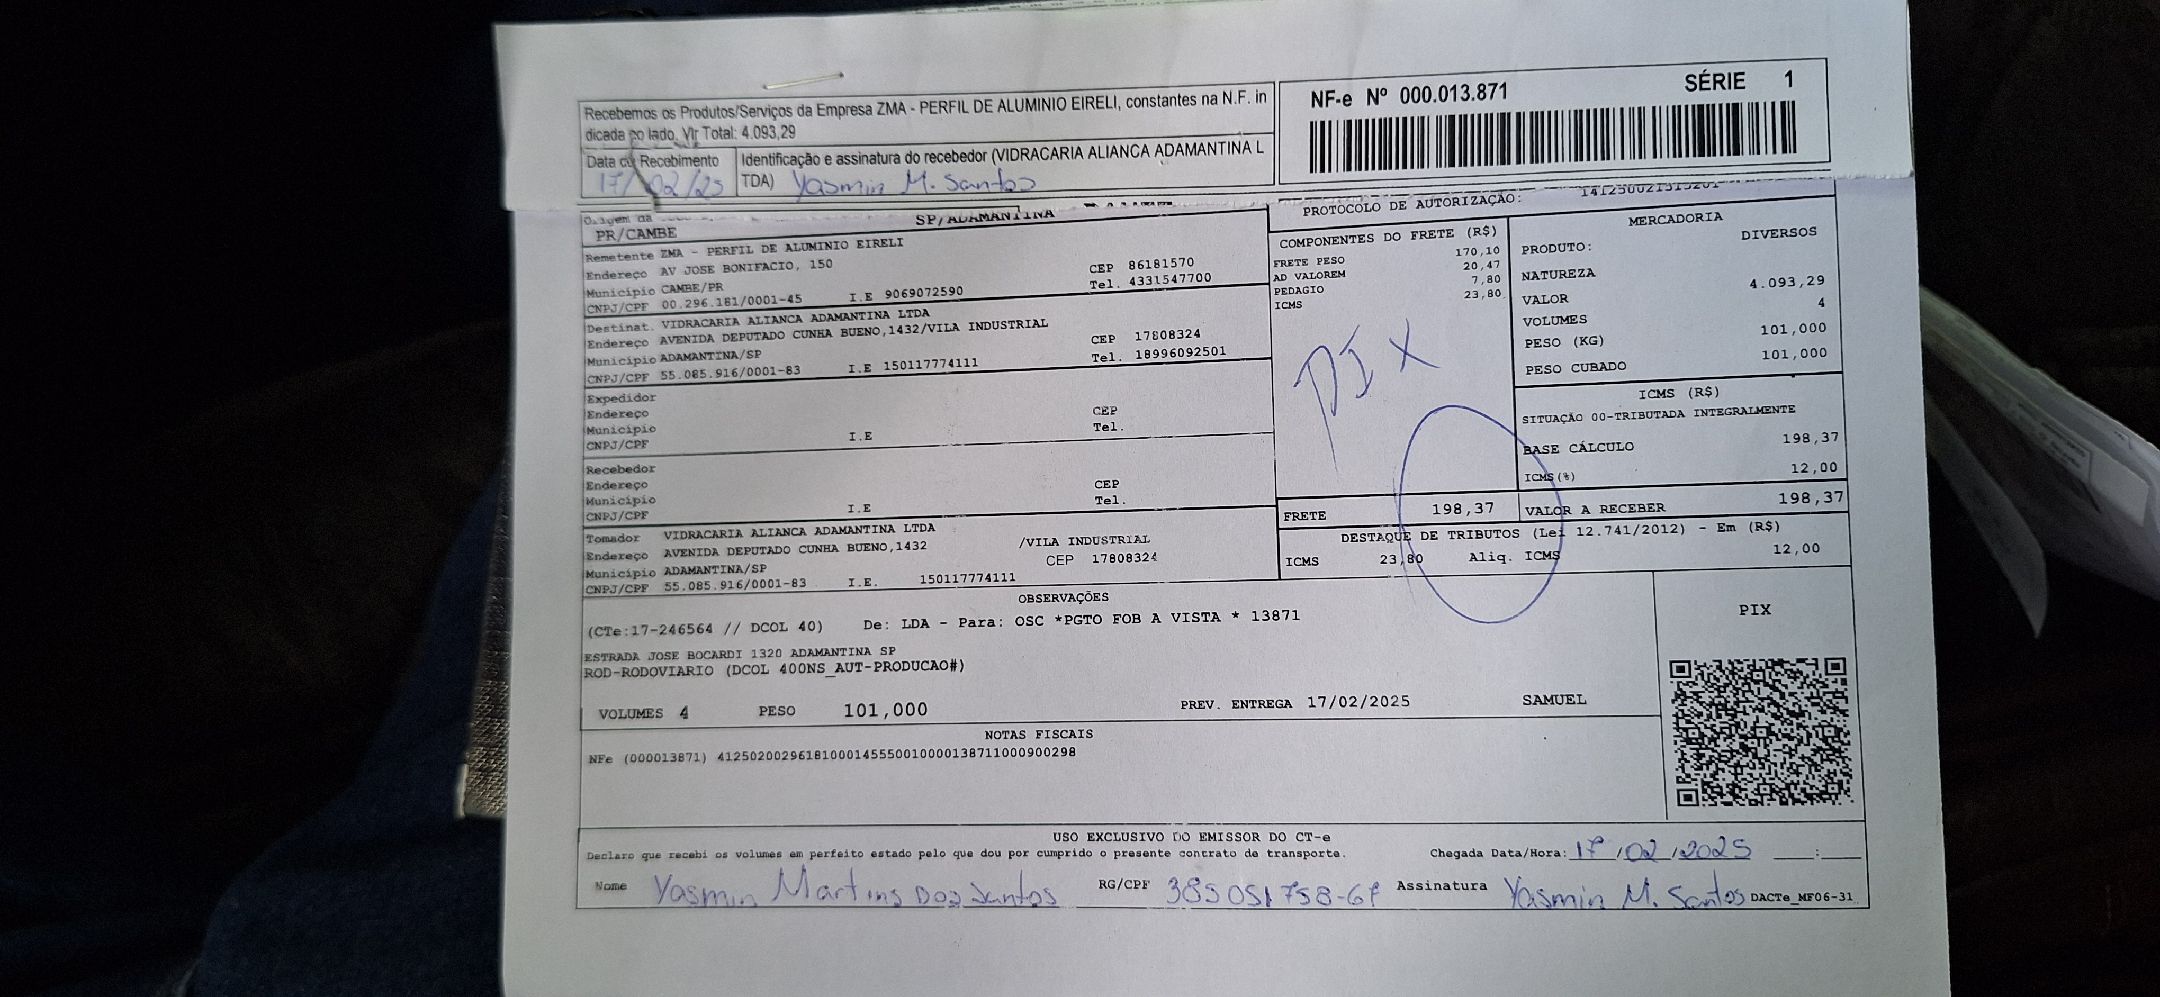 Recebemos os Produtos/Serviços da Empresa ZMA - PERFIL DE ALUMINIO EIRELI, constantes na N.F. in
dicada ao lado. Vlr Total: 4.093,29
Data de Recebimento
17/02/25
Identificação e assinatura do recebedor (VIDRACARIA ALIANCA ADAMANTINA L
TDA) Yasmin M. Santos
NF-e Nº 000.013.871 SÉRIE 1
Origem da
PR/CAMBE
SP/ADAMANTINA
Remetente ZMA - PERFIL DE ALUMINIO EIRELI
Endereço AV JOSE BONIFACIO, 150 CEP 86181570
Município CAMBE/PR Tel. 4331547700
CNPJ/CPF 00.296.181/0001-45 I.E 9069072590
Destinat. VIDRACARIA ALIANCA ADAMANTINA LTDA
Endereço AVENIDA DEPUTADO CUNHA BUENO,1432/VILA INDUSTRIAL
CEP 17808324
Município ADAMANTINA/SP Tel. 18996092501
CNPJ/CPF 55.085.916/0001-83 I.E 150117774111
Expedidor
Endereço CEP
Município Tel.
CNPJ/CPF I.E
Recebedor
Endereço CEP
Município Tel.
CNPJ/CPF I.E
Tomador VIDRACARIA ALIANCA ADAMANTINA LTDA
Endereço AVENIDA DEPUTADO CUNHA BUENO,1432 /VILA INDUSTRIAL
Município ADAMANTINA/SP CEP 17808324
CNPJ/CPF 55.085.916/0001-83 I.E. 150117774111
PROTOCOLO DE AUTORIZAÇÃO:
COMPONENTES DO FRETE (R$)
FRETE PESO 170,10
AD VALOREM 20,47
PEDAGIO 7,80
ICMS 23,80
PIX
MERCADORIA
PRODUTO: DIVERSOS
NATUREZA
VALOR 4.093,29
VOLUMES 4
PESO (KG) 101,000
PESO CUBADO 101,000
ICMS (R$)
SITUAÇÃO 00-TRIBUTADA INTEGRALMENTE
BASE CÁLCULO 198,37
ICMS(%) 12,00
FRETE 198,37 VALOR A RECEBER 198,37
DESTAQUE DE TRIBUTOS (Lei 12.741/2012) - Em (R$)
ICMS 23,80 Aliq. ICMS 12,00
OBSERVAÇÕES
(CTe:17-246564 // DCOL 40) De: LDA - Para: OSC *PGTO FOB A VISTA * 13871
ESTRADA JOSE BOCARDI 1320 ADAMANTINA SP
ROD-RODOVIARIO (DCOL 400NS_AUT-PRODUCAO#)
VOLUMES 4 PESO 101,000 PREV. ENTREGA 17/02/2025 SAMUEL
PIX
NOTAS FISCAIS
NFe (000013871) 41250200296181000145550010000138711000900298
USO EXCLUSIVO DO EMISSOR DO CT-e
Declaro que recebi os volumes em perfeito estado pelo que dou por cumprido o presente contrato de transporte. Chegada Data/Hora: 17/02/2025 __:__
Nome Yasmin Martins Dos Santos RG/CPF 385051758-67 Assinatura Yasmin M. Santos DACTe_MF06-31